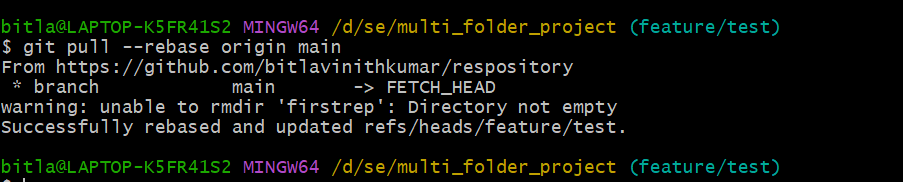 bitla@LAPTOP-K5FR41S2 MINGW64 /d/se/multi_folder_project (feature/test)
$ git pull --rebase origin main
From https://github.com/bitlavinithkumar/respository
 * branch            main       -> FETCH_HEAD
warning: unable to rmdir 'firstrep': Directory not empty
Successfully rebased and updated refs/heads/feature/test.
bitla@LAPTOP-K5FR41S2 MINGW64 /d/se/multi_folder_project (feature/test)
$